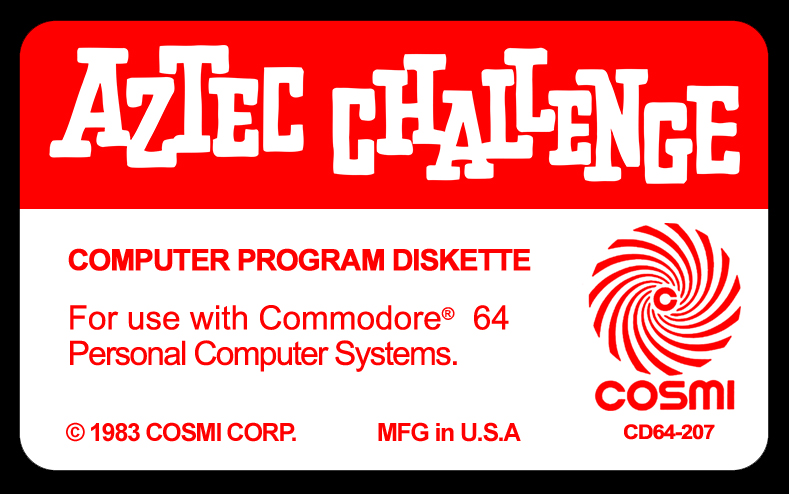 AZTEC CHALLENGE
COMPUTER PROGRAM DISKETTE
For use with Commodore® 64
Personal Computer Systems.
© 1983 COSMI CORP.
MFG in U.S.A
C
COSMI
CD64-207